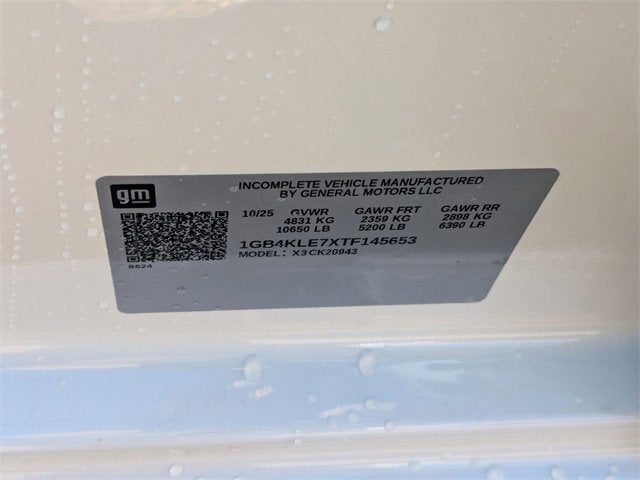 gm
INCOMPLETE VEHICLE MANUFACTURED
BY GENERAL MOTORS LLC
10/25 GVWR GAWR FRT GAWR RR
4831 KG 2359 KG 2898 KG
10650 LB 5200 LB 6390 LB
1GB4KLE7XTF145653
MODEL: X3CK20943
8624